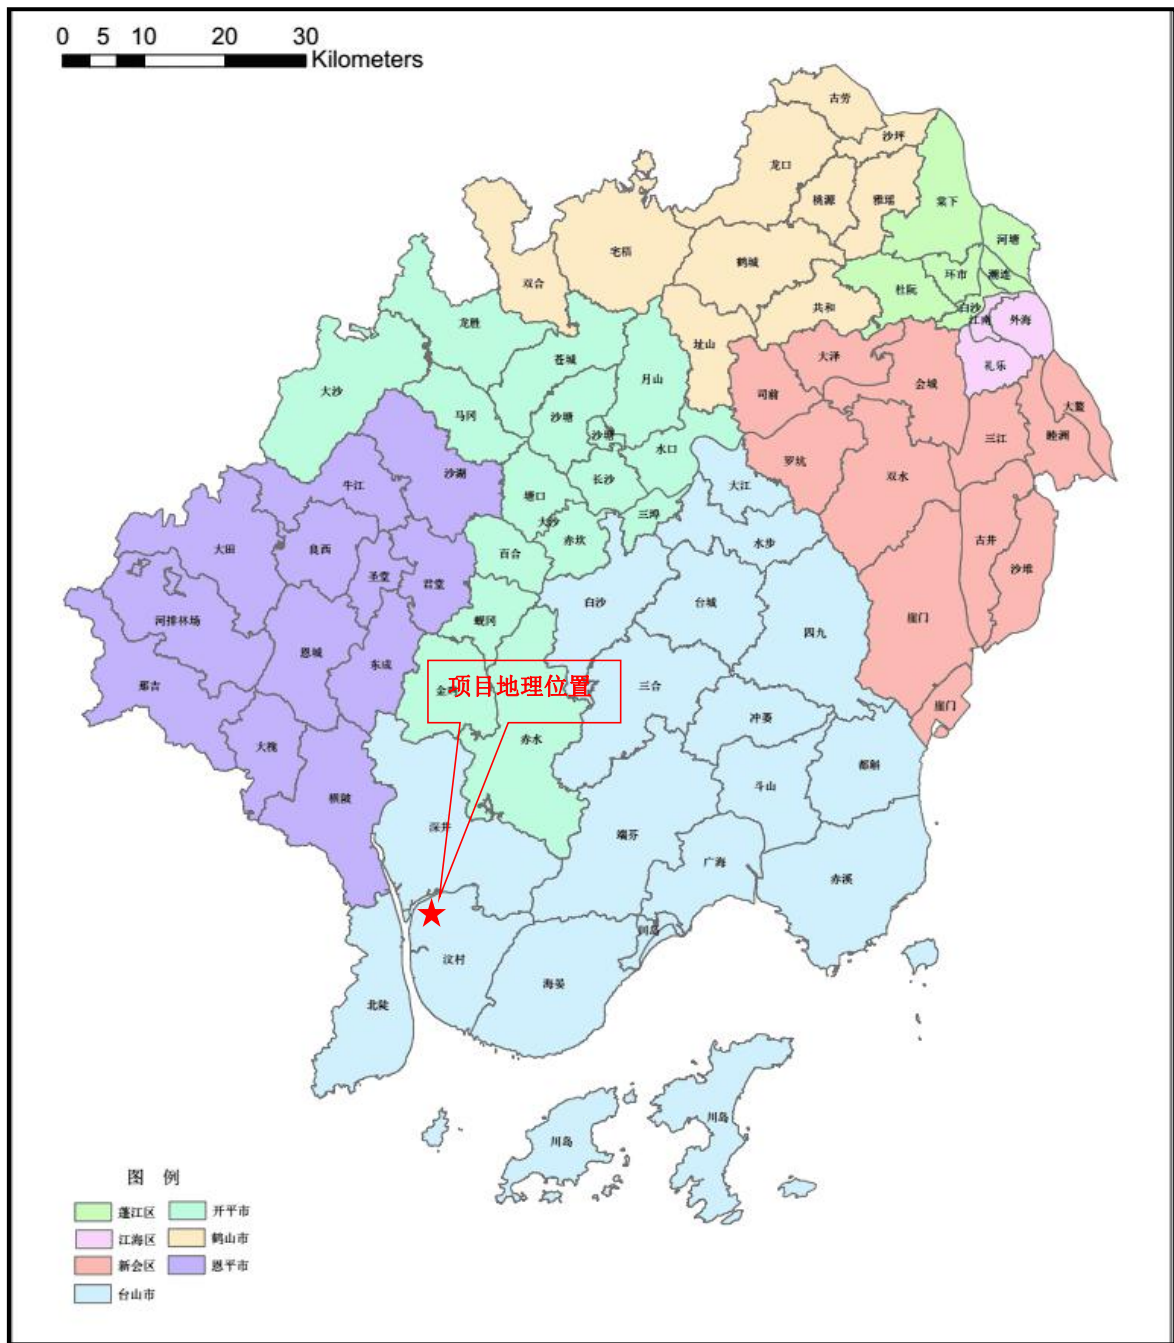 0 5 10 20 30
Kilometers
古劳
沙坪
龙口
桃源
雅瑶
棠下
河塘
宅梧
鹤城
环市
潮连
双合
杜阮
共和
白沙
江南
外海
龙胜
苍城
址山
大泽
礼乐
大沙
月山
司前
会城
马冈
沙塘
沙塘
三江
大鳌
睦洲
水口
罗坑
沙湖
长沙
双水
牛江
塘口
大江
大沙
三埠
赤坎
水步
古井
大田
良西
百合
沙堆
圣堂
君堂
白沙
台城
河排林场
蚬冈
四九
崖门
恩城
东成
那吉
金
项目地理位置
三合
崖门
冲蒌
大槐
赤水
都斛
斗山
横陂
深井
端芬
广海
赤溪
川岛
汶村
海晏
北陡
川岛
川岛
图 例
蓬江区 开平市
江海区 鹤山市
新会区 恩平市
台山市